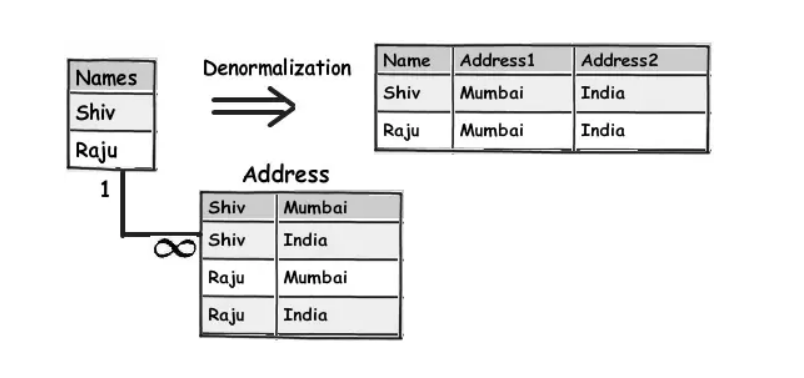 Names
Shiv
Raju
1
∞
Denormalization
Name Address1 Address2
Shiv Mumbai India
Raju Mumbai India
Address
Shiv Mumbai
Shiv India
Raju Mumbai
Raju India